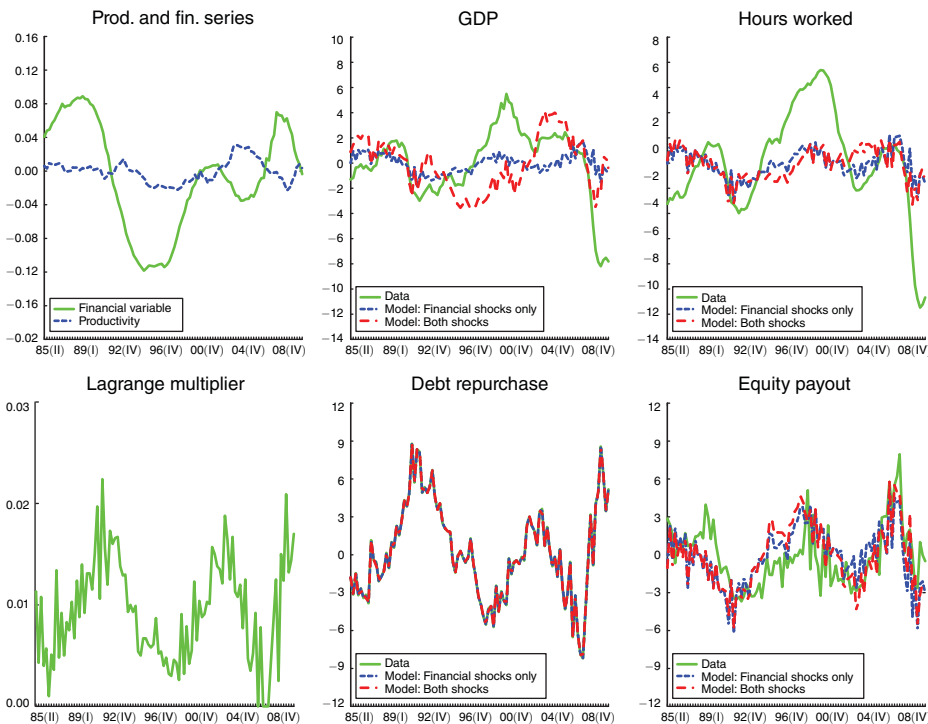 Prod. and fin. series
0.16
0.12
0.08
0.04
0.00
−0.04
−0.08
−0.12
−0.16
−0.02
Financial variable
Productivity
85(II) 89(I) 92(IV) 96(IV) 00(IV) 04(IV) 08(IV)
GDP
10
8
6
4
2
0
−2
−4
−6
−8
−10
−12
−14
Data
Model: Financial shocks only
Model: Both shocks
85(II) 89(I) 92(IV) 96(IV) 00(IV) 04(IV) 08(IV)
Hours worked
8
6
4
2
0
−2
−4
−6
−8
−10
−12
−14
Data
Model: Financial shocks only
Model: Both shocks
85(II) 89(I) 92(IV) 96(IV) 00(IV) 04(IV) 08(IV)
Lagrange multiplier
0.03
0.02
0.01
0.00
85(II) 89(I) 92(IV) 96(IV) 00(IV) 04(IV) 08(IV)
Debt repurchase
12
9
6
3
0
−3
−6
−9
−12
Data
Model: Financial shocks only
Model: Both shocks
85(II) 89(I) 92(IV) 96(IV) 00(IV) 04(IV) 08(IV)
Equity payout
12
9
6
3
0
−3
−6
−9
−12
Data
Model: Financial shocks only
Model: Both shocks
85(II) 89(I) 92(IV) 96(IV) 00(IV) 04(IV) 08(IV)